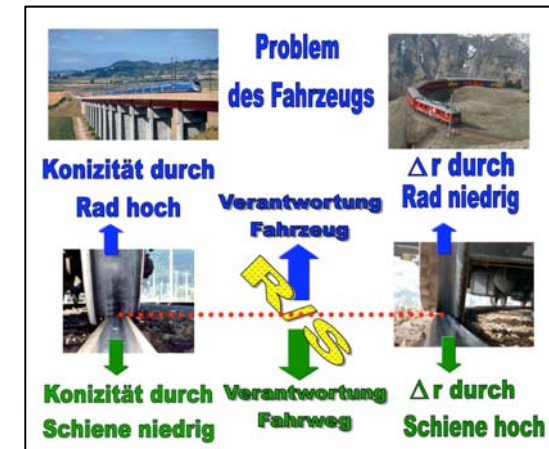 Problem
des Fahrzeugs
Konizität durch
Rad hoch
Δr durch
Rad niedrig
Verantwortung
Fahrzeug
R/S
Konizität durch
Schiene niedrig
Verantwortung
Fahrweg
Δr durch
Schiene hoch